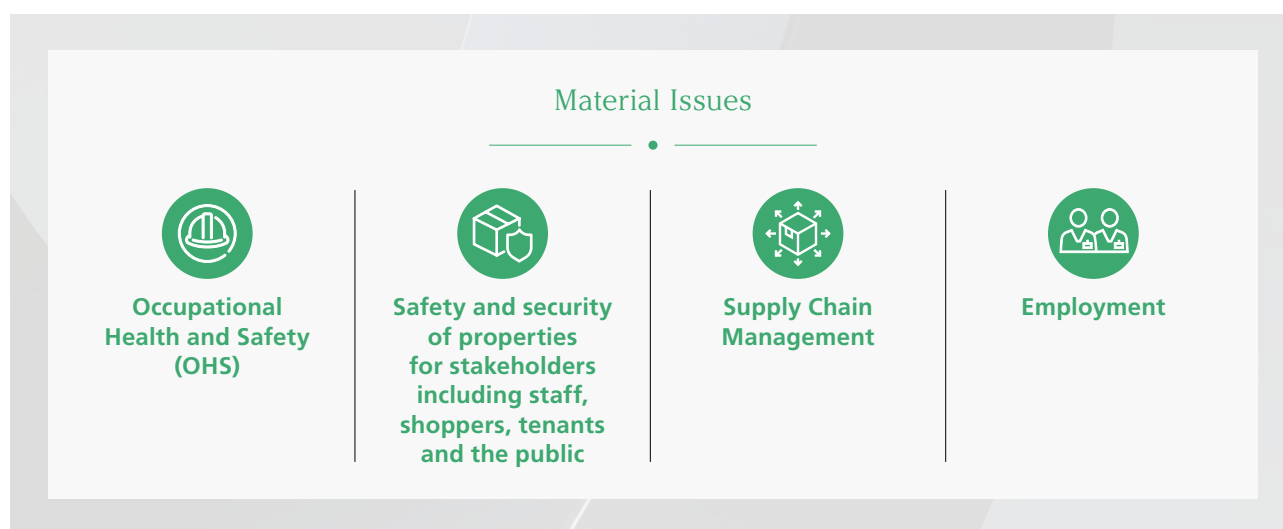 Material Issues
Occupational
Health and Safety
(OHS)
Safety and security
of properties
for stakeholders
including staff,
shoppers, tenants
and the public
Supply Chain
Management
Employment